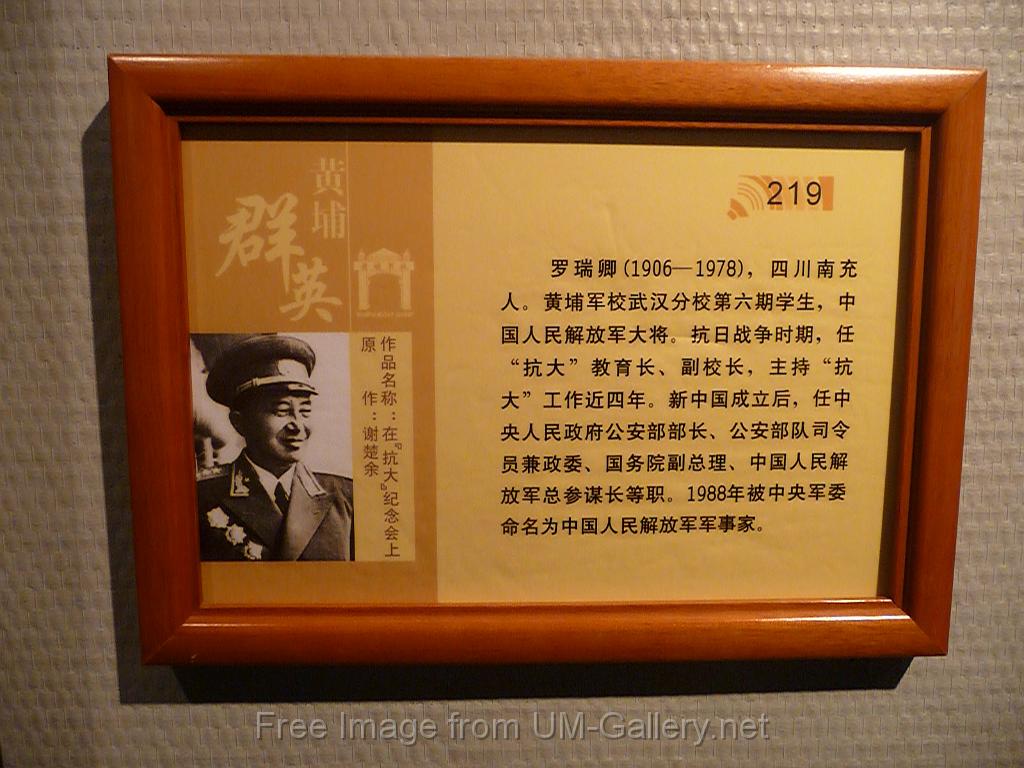 黄埔
群英
219
罗瑞卿(1906—1978)，四川南充
人。黄埔军校武汉分校第六期学生，中
国人民解放军大将。抗日战争时期，任
“抗大”教育长、副校长，主持“抗
大”工作近四年。新中国成立后，任中
央人民政府公安部部长、公安部队司令
员兼政委、国务院副总理、中国人民解
放军总参谋长等职。1988年被中央军委
命名为中国人民解放军军事家。
作品名称：在『抗大』纪念会上
原　作：谢楚余
Free Image from UM-Gallery.net